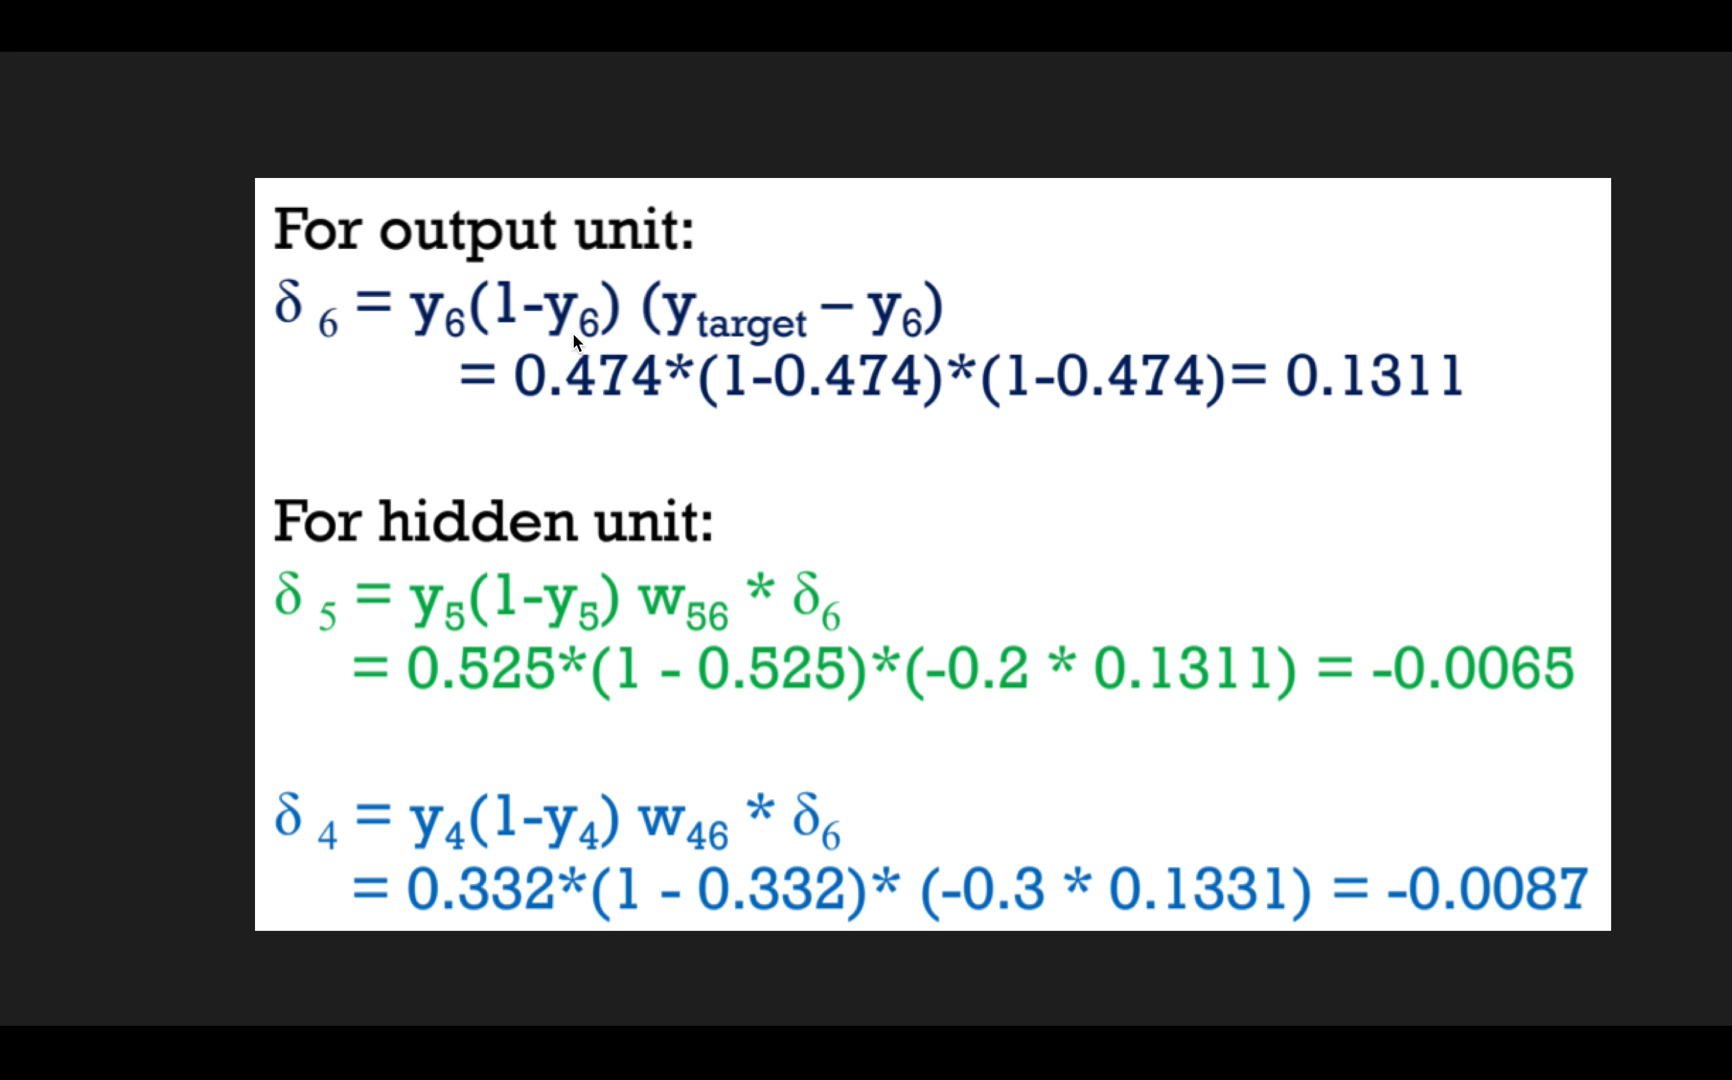 For output unit:
δ 6 = y6(1-y6) (ytarget – y6)
= 0.474*(1-0.474)*(1-0.474)= 0.1311
For hidden unit:
δ 5 = y5(1-y5) w56 * δ6
= 0.525*(1 - 0.525)*(-0.2 * 0.1311) = -0.0065
δ 4 = y4(1-y4) w46 * δ6
= 0.332*(1 - 0.332)* (-0.3 * 0.1331) = -0.0087